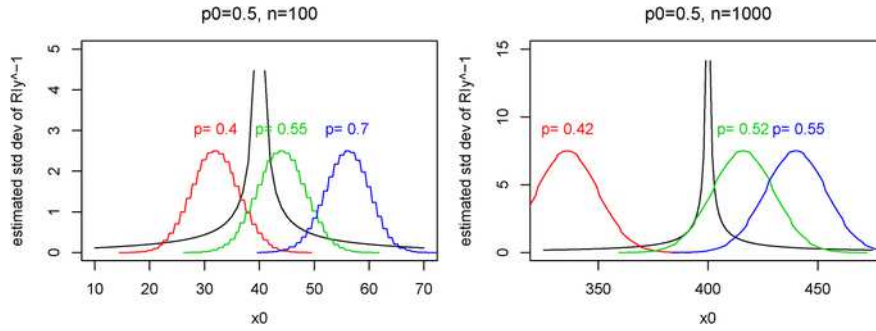 p0=0.5, n=100
estimated std dev of RIy^-1
5
4
3
2
1
0
p= 0.4
p= 0.55
p= 0.7
10 20 30 40 50 60 70
x0
p0=0.5, n=1000
estimated std dev of RIy^-1
15
10
5
0
p= 0.42
p= 0.52
p= 0.55
350 400 450
x0